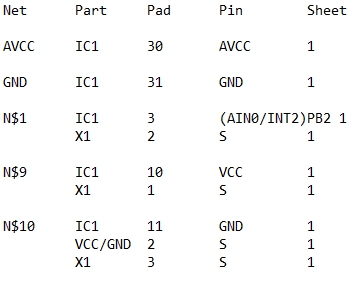 Net Part Pad Pin Sheet
AVCC IC1 30 AVCC 1
GND IC1 31 GND 1
N$1 IC1 3 (AIN0/INT2)PB2 1
X1 2 S 1
N$9 IC1 10 VCC 1
X1 1 S 1
N$10 IC1 11 GND 1
VCC/GND 2 S 1
X1 3 S 1